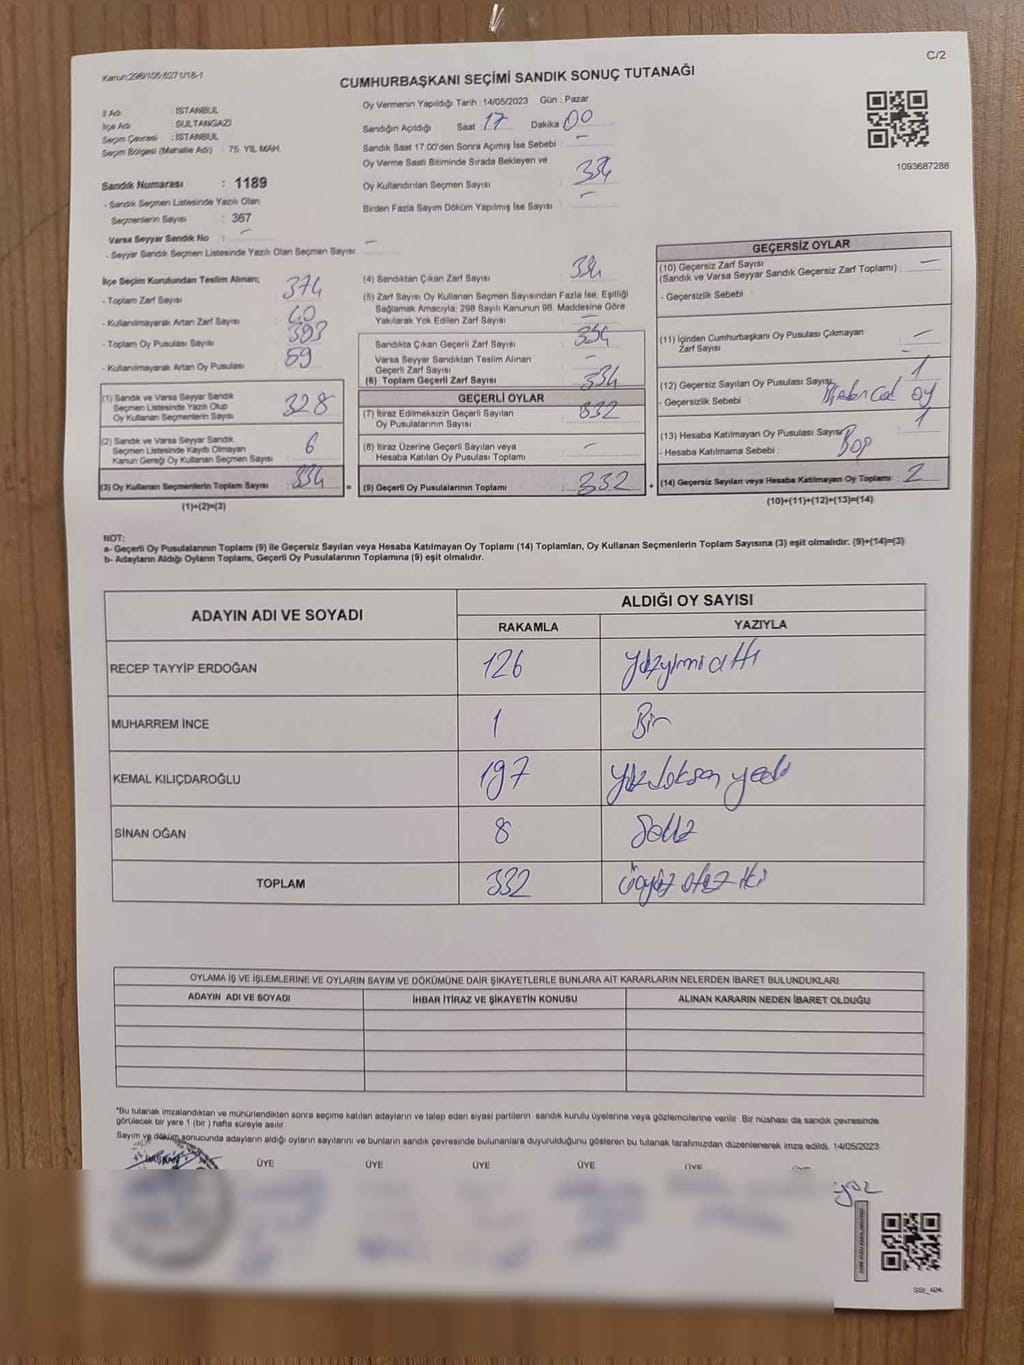 C/2
Kanun:298/105:6271/18-1
CUMHURBAŞKANI SEÇİMİ SANDIK SONUÇ TUTANAĞI
İl Adı : İSTANBUL
İlçe Adı : SULTANGAZİ
Seçim Çevresi : İSTANBUL
Seçim Bölgesi (Mahalle Adı) : 75. YIL MAH.
Sandık Numarası : 1189
- Sandık Seçmen Listesinde Yazılı Olan
Seçmenlerin Sayısı : 367
Varsa Seyyar Sandık No : -
- Seyyar Sandık Seçmen Listesinde Yazılı Olan Seçmen Sayısı: -
Oy Vermenin Yapıldığı Tarih : 14/05/2023 Gün : Pazar
Sandığın Açıldığı Saat : 17 Dakika : 00
Sandık Saat 17.00'den Sonra Açımış İse Sebebi : -
Oy Verme Saati Bitiminde Sırada Bekleyen ve
Oy Kullandırılan Seçmen Sayısı : 334
Birden Fazla Sayım Döküm Yapılmış İse Sayısı : -
1093687288
İlçe Seçim Kurulundan Teslim Alınan;
- Toplam Zarf Sayısı : 374
- Kullanılmayarak Artan Zarf Sayısı : 40
- Toplam Oy Pusulası Sayısı : 393
- Kullanılmayarak Artan Oy Pusulası : 59
(1) Sandık ve Varsa Seyyar Sandık
Seçmen Listesinde Yazılı Olup
Oy Kullanan Seçmenlerin Sayısı : 328
(2) Sandık ve Varsa Seyyar Sandık
Seçmen Listesinde Kaydı Olmayan
Kanun Gereği Oy Kullanan Seçmen Sayısı : 6
(3) Oy Kullanan Seçmenlerin Toplam Sayısı : 334
(1)+(2)=(3)
(4) Sandıktan Çıkan Zarf Sayısı : 334
(5) Zarf Sayısı Oy Kullanan Seçmen Sayısından Fazla İse, Eşitliği
Sağlamak Amacıyla; 298 Sayılı Kanunun 98. Maddesine Göre
Yakılarak Yok Edilen Zarf Sayısı : -
Sandıkta Çıkan Geçerli Zarf Sayısı : 334
Varsa Seyyar Sandıktan Teslim Alınan
Geçerli Zarf Sayısı : -
(6) Toplam Geçerli Zarf Sayısı : 334
GEÇERLİ OYLAR
(7) İtiraz Edilmeksizin Geçerli Sayılan
Oy Pusulalarının Sayısı : 332
(8) İtiraz Üzerine Geçerli Sayılan veya
Hesaba Katılan Oy Pusulası Toplamı : -
= (9) Geçerli Oy Pusulalarının Toplamı : 332
GEÇERSİZ OYLAR
(10) Geçersiz Zarf Sayısı : -
(Sandık ve Varsa Seyyar Sandık Geçersiz Zarf Toplamı)
- Geçersizlik Sebebi :
(11) İçinden Cumhurbaşkanı Oy Pusulası Çıkmayan
Zarf Sayısı : -
(12) Geçersiz Sayılan Oy Pusulası Sayısı : 1
- Geçersizlik Sebebi : oy
(13) Hesaba Katılmayan Oy Pusulası Sayısı : 1
- Hesaba Katılmama Sebebi : Boş
+ (14) Geçersiz Sayılan veya Hesaba Katılmayan Oy Toplamı : 2
(10)+(11)+(12)+(13)=(14)
NOT:
a- Geçerli Oy Pusulalarının Toplamı (9) ile Geçersiz Sayılan veya Hesaba Katılmayan Oy Toplamı (14) Toplamları, Oy Kullanan Seçmenlerin Toplam Sayısına (3) eşit olmalıdır. (9)+(14)=(3)
b- Adayların Aldığı Oyların Toplamı, Geçerli Oy Pusulalarının Toplamına (9) eşit olmalıdır.
ADAYIN ADI VE SOYADI ALDIĞI OY SAYISI
RAKAMLA YAZIYLA
RECEP TAYYİP ERDOĞAN 126 Yüzyirmialtı
MUHARREM İNCE 1 Bir
KEMAL KILIÇDAROĞLU 197 Yüzdoksan yedi
SİNAN OĞAN 8 Sekiz
TOPLAM 332 üçyüz otuz iki
OYLAMA İŞ VE İŞLEMLERİNE VE OYLARIN SAYIM VE DÖKÜMÜNE DAİR ŞİKAYETLERLE BUNLARA AİT KARARLARIN NELERDEN İBARET BULUNDUKLARI
ADAYIN ADI VE SOYADI İHBAR İTİRAZ VE ŞİKAYETİN KONUSU ALINAN KARARIN NEDEN İBARET OLDUĞU
*Bu tutanak imzalandıktan ve mühürlendikten sonra seçime katılan adayların ve talep eden siyasi partilerin sandık kurulu üyelerine veya gözlemcilerine verilir. Bir nüshası da sandık çevresinde
görülecek bir yere 1 (bir) hafta süreyle asılır.
Sayım ve döküm sonucunda adayların aldığı oyların sayılarını ve bunların sandık çevresinde bulunanlara duyurulduğunu gösteren bu tutanak tarafımızdan düzenlenerek imza edildi. 14/05/2023
BAŞKAN ÜYE ÜYE ÜYE ÜYE ÜYE ÜYE